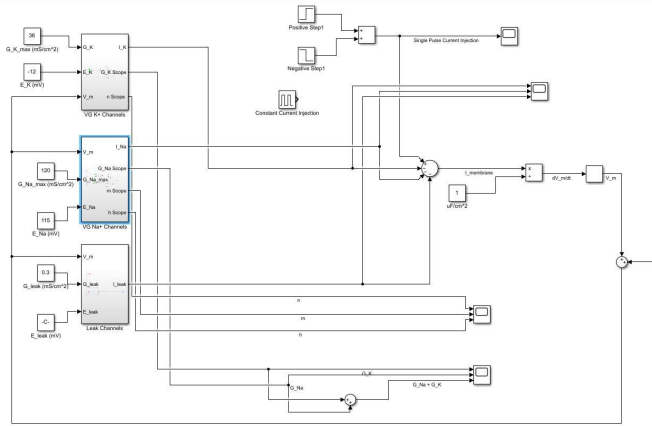 36
G_K_max (mS/cm^2)
-12
E_K (mV)
G_K
E_K
V_m
I_K
G_K Scope
n Scope
VG K+ Channels
Positive Step1
Negative Step1
Constant Current Injection
Single Pulse Current Injection
120
G_Na_max (mS/cm^2)
115
E_Na (mV)
V_m
G_Na_max
E_Na
I_Na
G_Na Scope
m Scope
h Scope
VG Na+ Channels
I_membrane
1
uF/cm^2
dV_m/dt
V_m
0.3
G_leak (mS/cm^2)
-C-
E_leak (mV)
V_m
G_leak
E_leak
I_leak
Leak Channels
n
m
h
G_K
G_Na
G_Na + G_K